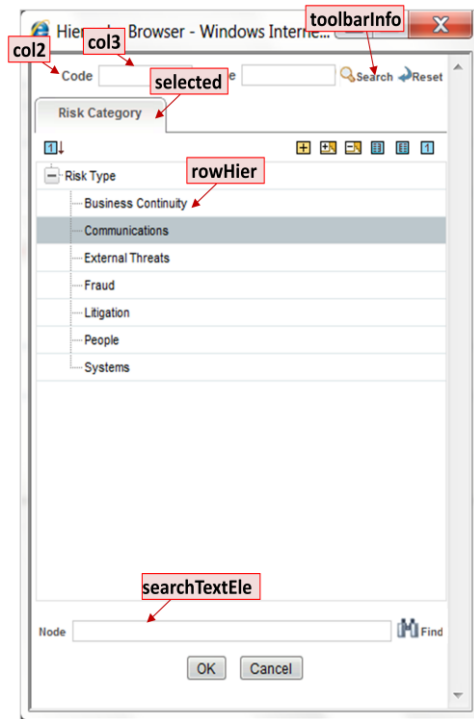 toolbarInfo
Browser - Windows Interne...
col2
col3
Code
Search
Reset
selected
Risk Category
Risk Type
rowHier
Business Continuity
Communications
External Threats
Fraud
Litigation
People
Systems
searchTextEle
Node
Find
OK Cancel